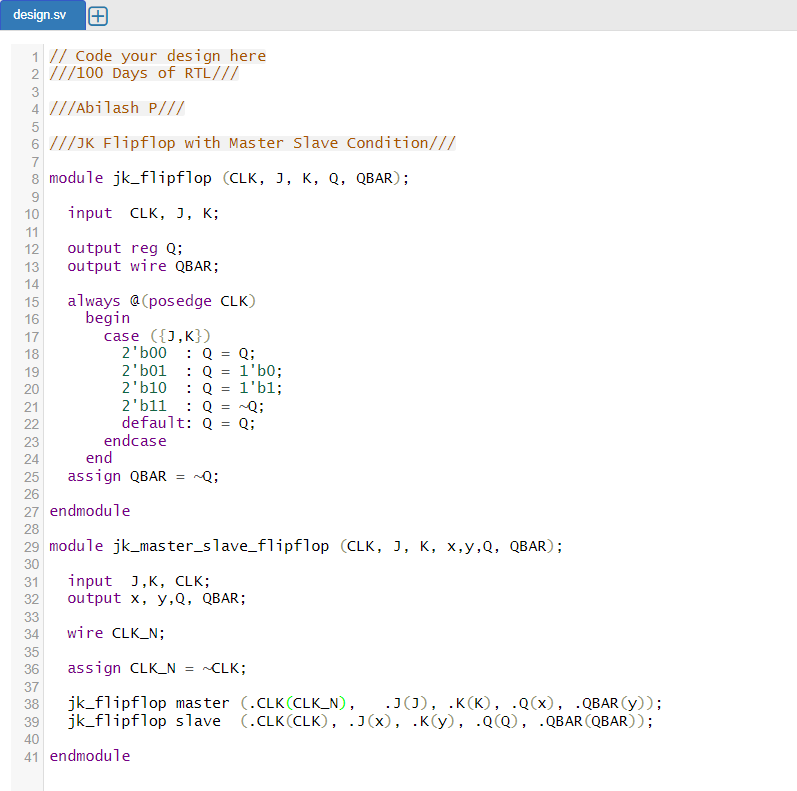 design.sv
1 // Code your design here
2 ///100 Days of RTL///
3
4 ///Abilash P///
5
6 ///JK Flipflop with Master Slave Condition///
7
8 module jk_flipflop (CLK, J, K, Q, QBAR);
9
10 input  CLK, J, K;
11
12 output reg Q;
13 output wire QBAR;
14
15 always @(posedge CLK)
16 begin
17 case ({J,K})
18 2'b00  : Q = Q;
19 2'b01  : Q = 1'b0;
20 2'b10  : Q = 1'b1;
21 2'b11  : Q = ~Q;
22 default: Q = Q;
23 endcase
24 end
25 assign QBAR = ~Q;
26
27 endmodule
28
29 module jk_master_slave_flipflop (CLK, J, K, x,y,Q, QBAR);
30
31 input  J,K, CLK;
32 output x, y,Q, QBAR;
33
34 wire CLK_N;
35
36 assign CLK_N = ~CLK;
37
38 jk_flipflop master (.CLK(CLK_N),   .J(J), .K(K), .Q(x), .QBAR(y));
39 jk_flipflop slave  (.CLK(CLK), .J(x), .K(y), .Q(Q), .QBAR(QBAR));
40
41 endmodule